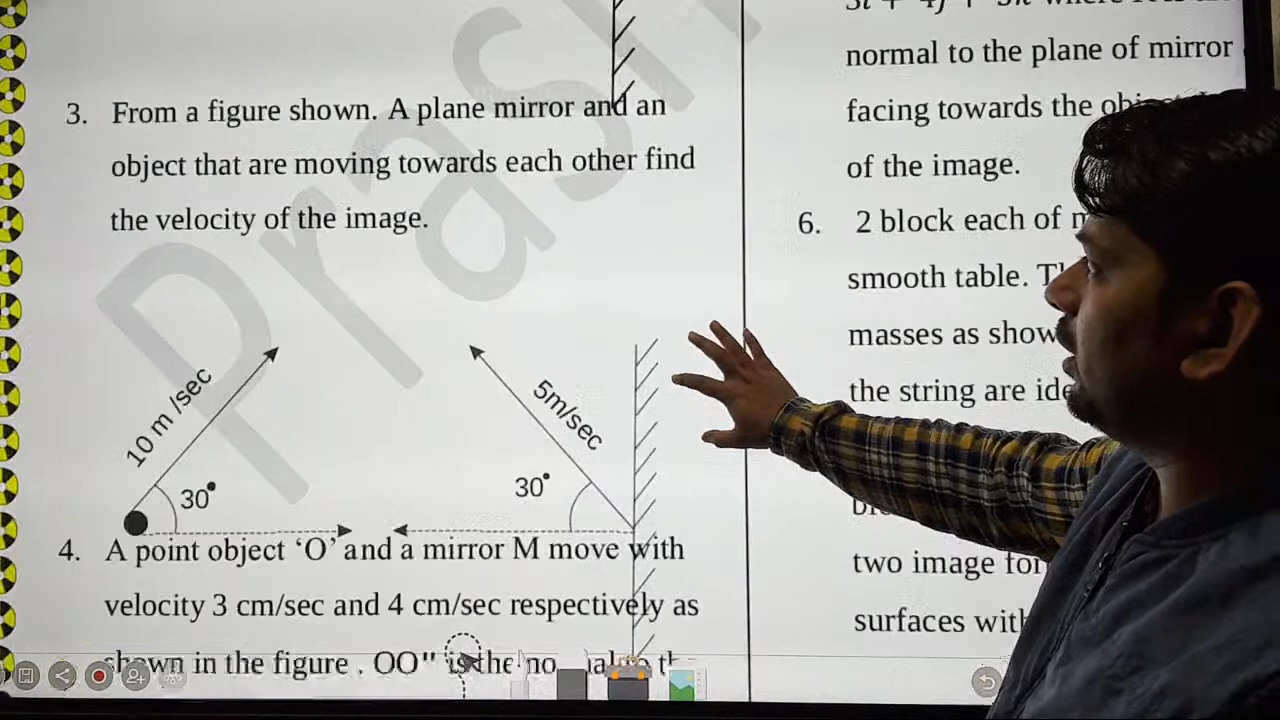 3. From a figure shown. A plane mirror and an
object that are moving towards each other find
the velocity of the image.
10 m /sec
30°
5m/sec
30°
4. A point object ‘O’ and a mirror M move with
velocity 3 cm/sec and 4 cm/sec respectively as
shown in the figure . OO" is the
normal to the plane of mirror
facing towards the
of the image.
6. 2 block each of
smooth table.
masses as
the string are
two image
surfaces